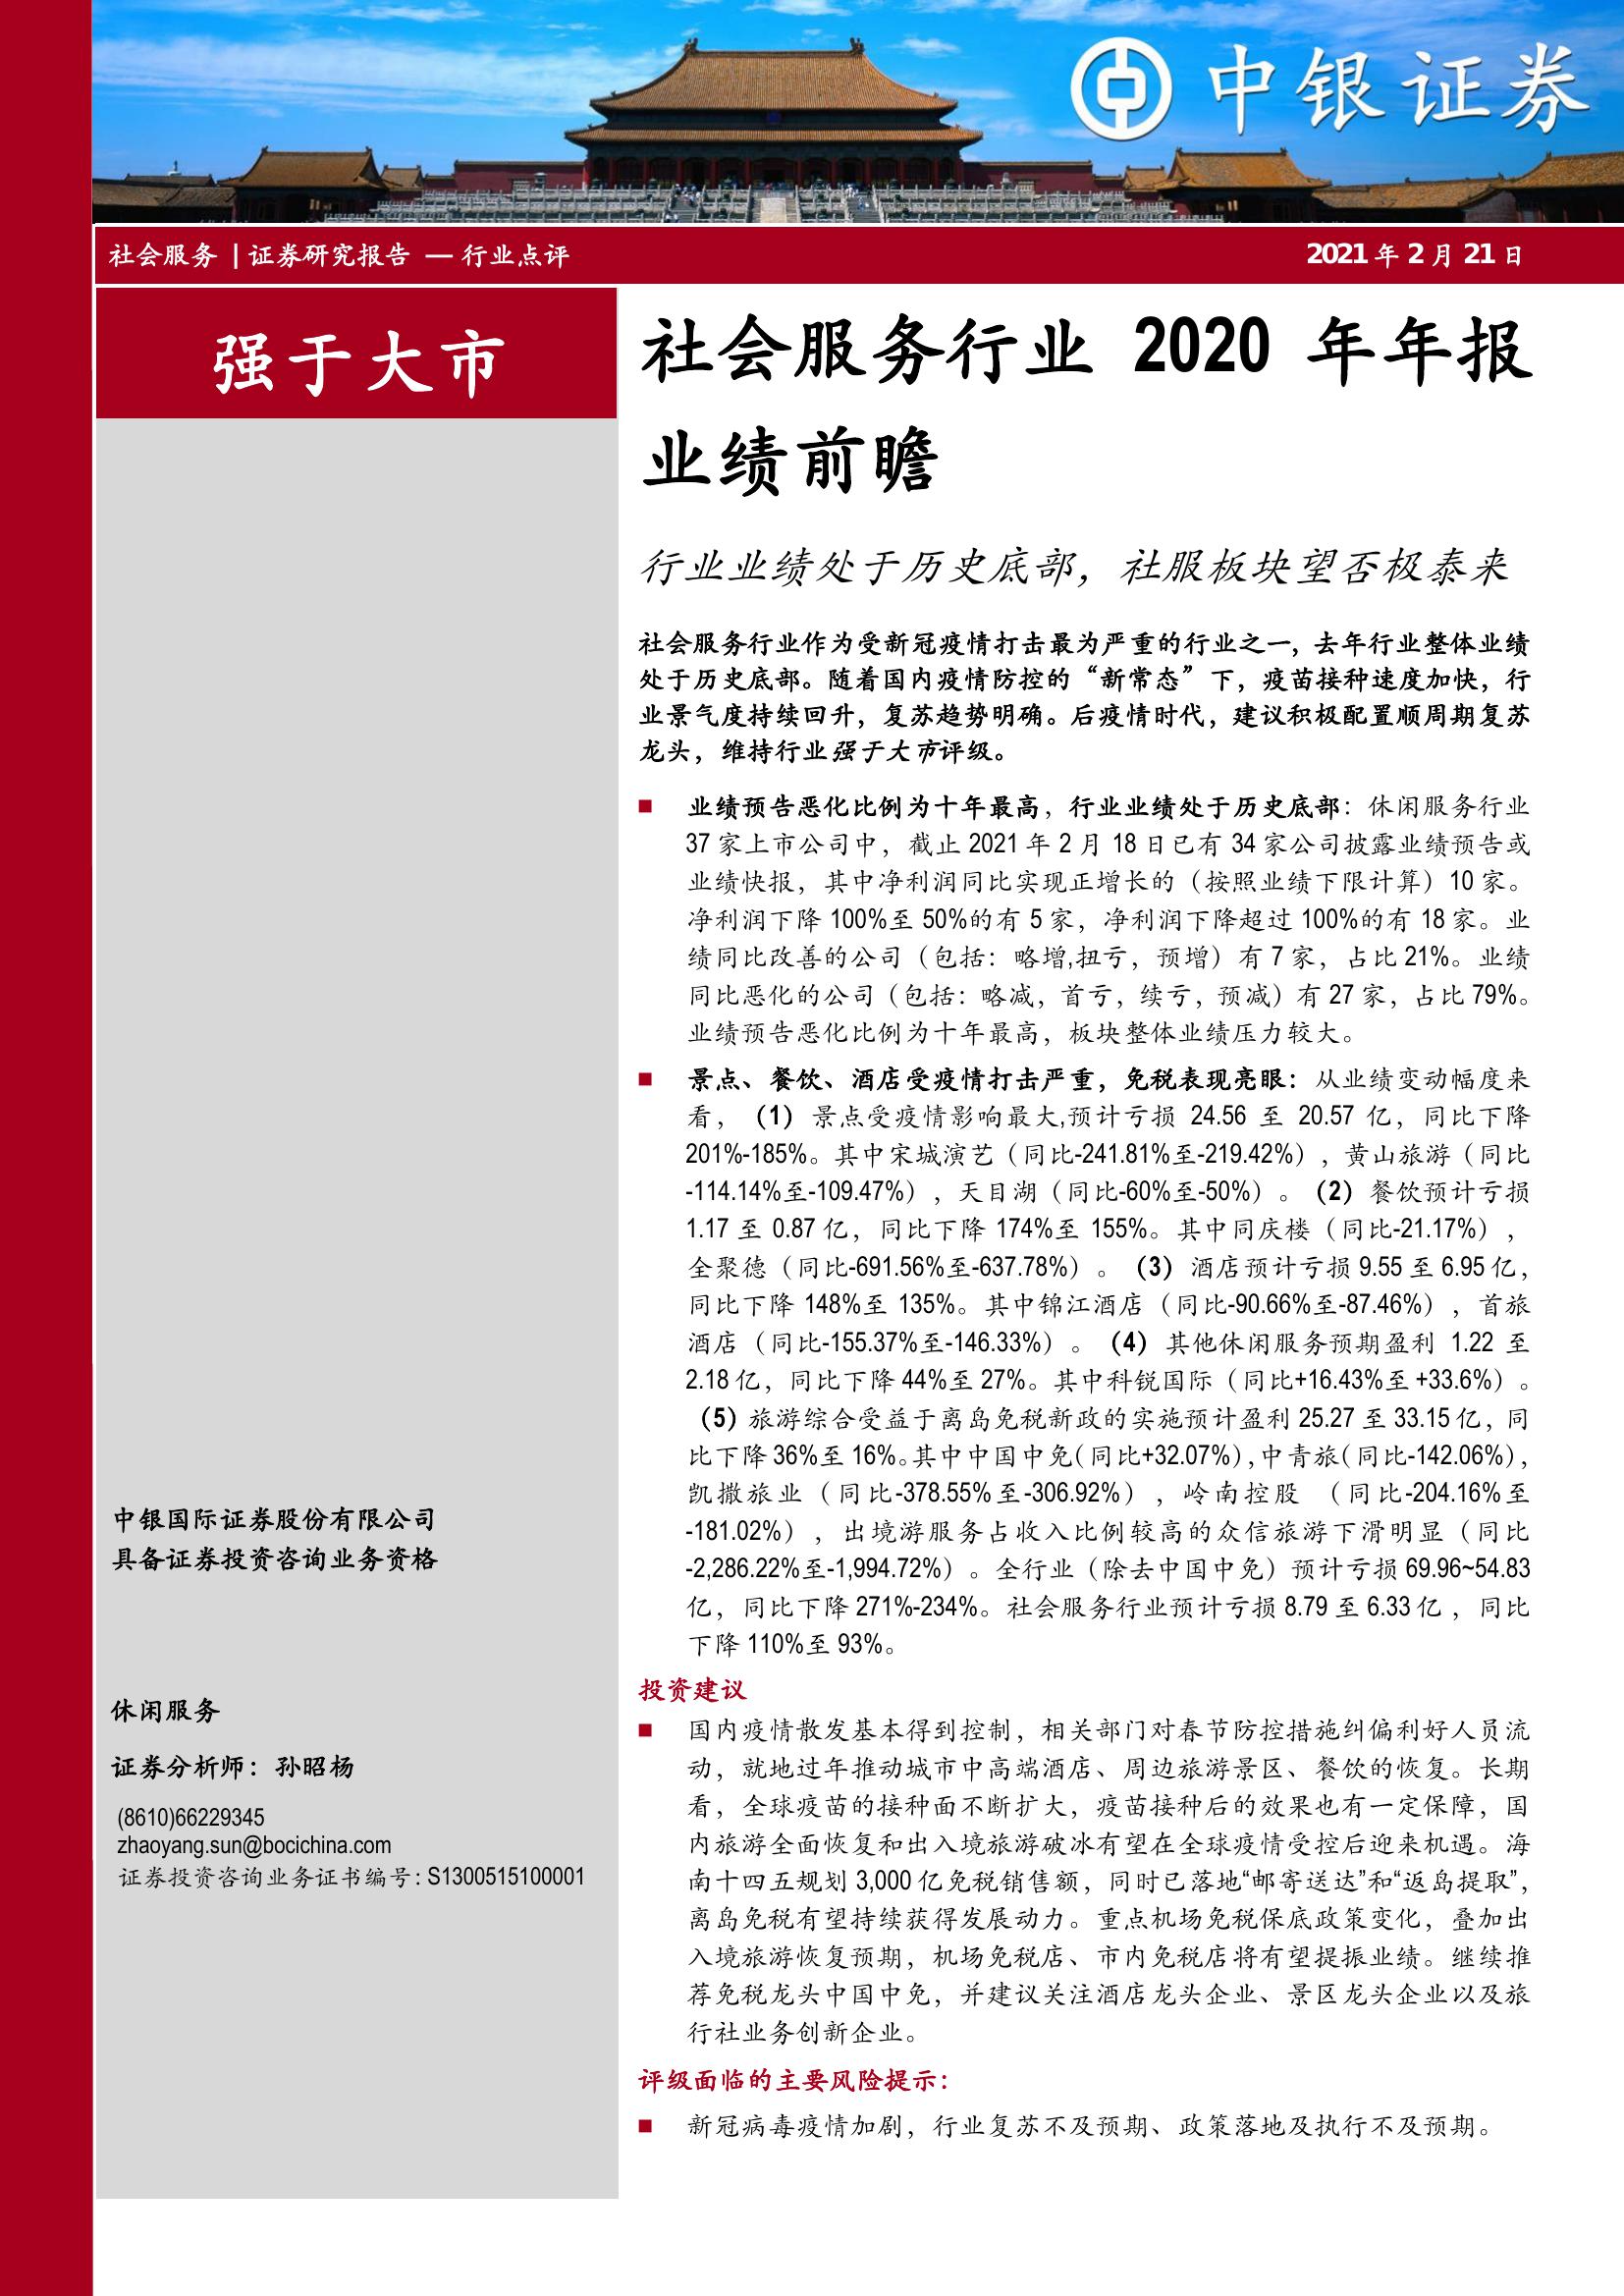 中银证券
社会服务 | 证券研究报告 — 行业点评
2021 年 2 月 21 日
强于大市
社会服务行业 2020 年年报
业绩前瞻
行业业绩处于历史底部，社服板块望否极泰来
社会服务行业作为受新冠疫情打击最为严重的行业之一，去年行业整体业绩
处于历史底部。随着国内疫情防控的“新常态”下，疫苗接种速度加快，行
业景气度持续回升，复苏趋势明确。后疫情时代，建议积极配置顺周期复苏
龙头，维持行业强于大市评级。
■ 业绩预告恶化比例为十年最高，行业业绩处于历史底部：休闲服务行业
37 家上市公司中，截止 2021 年 2 月 18 日已有 34 家公司披露业绩预告或
业绩快报，其中净利润同比实现正增长的（按照业绩下限计算）10 家。
净利润下降 100%至 50%的有 5 家，净利润下降超过 100%的有 18 家。业
绩同比改善的公司（包括：略增,扭亏，预增）有 7 家，占比 21%。业绩
同比恶化的公司（包括：略减，首亏，续亏，预减）有 27 家，占比 79%。
业绩预告恶化比例为十年最高，板块整体业绩压力较大。
■ 景点、餐饮、酒店受疫情打击严重，免税表现亮眼：从业绩变动幅度来
看，（1）景点受疫情影响最大,预计亏损 24.56 至 20.57 亿，同比下降
201%-185%。其中宋城演艺（同比-241.81%至-219.42%），黄山旅游（同比
-114.14%至-109.47%），天目湖（同比-60%至-50%）。（2）餐饮预计亏损
1.17 至 0.87 亿，同比下降 174%至 155%。其中同庆楼（同比-21.17%），
全聚德（同比-691.56%至-637.78%）。（3）酒店预计亏损 9.55 至 6.95 亿，
同比下降 148%至 135%。其中锦江酒店（同比-90.66%至-87.46%），首旅
酒店（同比-155.37%至-146.33%）。（4）其他休闲服务预期盈利 1.22 至
2.18 亿，同比下降 44%至 27%。其中科锐国际（同比+16.43%至 +33.6%）。
（5）旅游综合受益于离岛免税新政的实施预计盈利 25.27 至 33.15 亿，同
比下降 36%至 16%。其中中国中免（同比+32.07%），中青旅（同比-142.06%），
凯撒旅业（同比-378.55%至-306.92%），岭南控股 （同比-204.16%至
-181.02%），出境游服务占收入比例较高的众信旅游下滑明显（同比
-2,286.22%至-1,994.72%）。全行业（除去中国中免）预计亏损 69.96~54.83
亿，同比下降 271%-234%。社会服务行业预计亏损 8.79 至 6.33 亿，同比
下降 110%至 93%。
投资建议
■ 国内疫情散发基本得到控制，相关部门对春节防控措施纠偏利好人员流
动，就地过年推动城市中高端酒店、周边旅游景区、餐饮的恢复。长期
看，全球疫苗的接种面不断扩大，疫苗接种后的效果也有一定保障，国
内旅游全面恢复和出入境旅游破冰有望在全球疫情受控后迎来机遇。海
南十四五规划 3,000 亿免税销售额，同时已落地“邮寄送达”和“返岛提取”，
离岛免税有望持续获得发展动力。重点机场免税保底政策变化，叠加出
入境旅游恢复预期，机场免税店、市内免税店将有望提振业绩。继续推
荐免税龙头中国中免，并建议关注酒店龙头企业、景区龙头企业以及旅
行社业务创新企业。
评级面临的主要风险提示：
■ 新冠病毒疫情加剧，行业复苏不及预期、政策落地及执行不及预期。
中银国际证券股份有限公司
具备证券投资咨询业务资格
休闲服务
证券分析师：孙昭杨
(8610)66229345
zhaoyang.sun@bocichina.com
证券投资咨询业务证书编号：S1300515100001